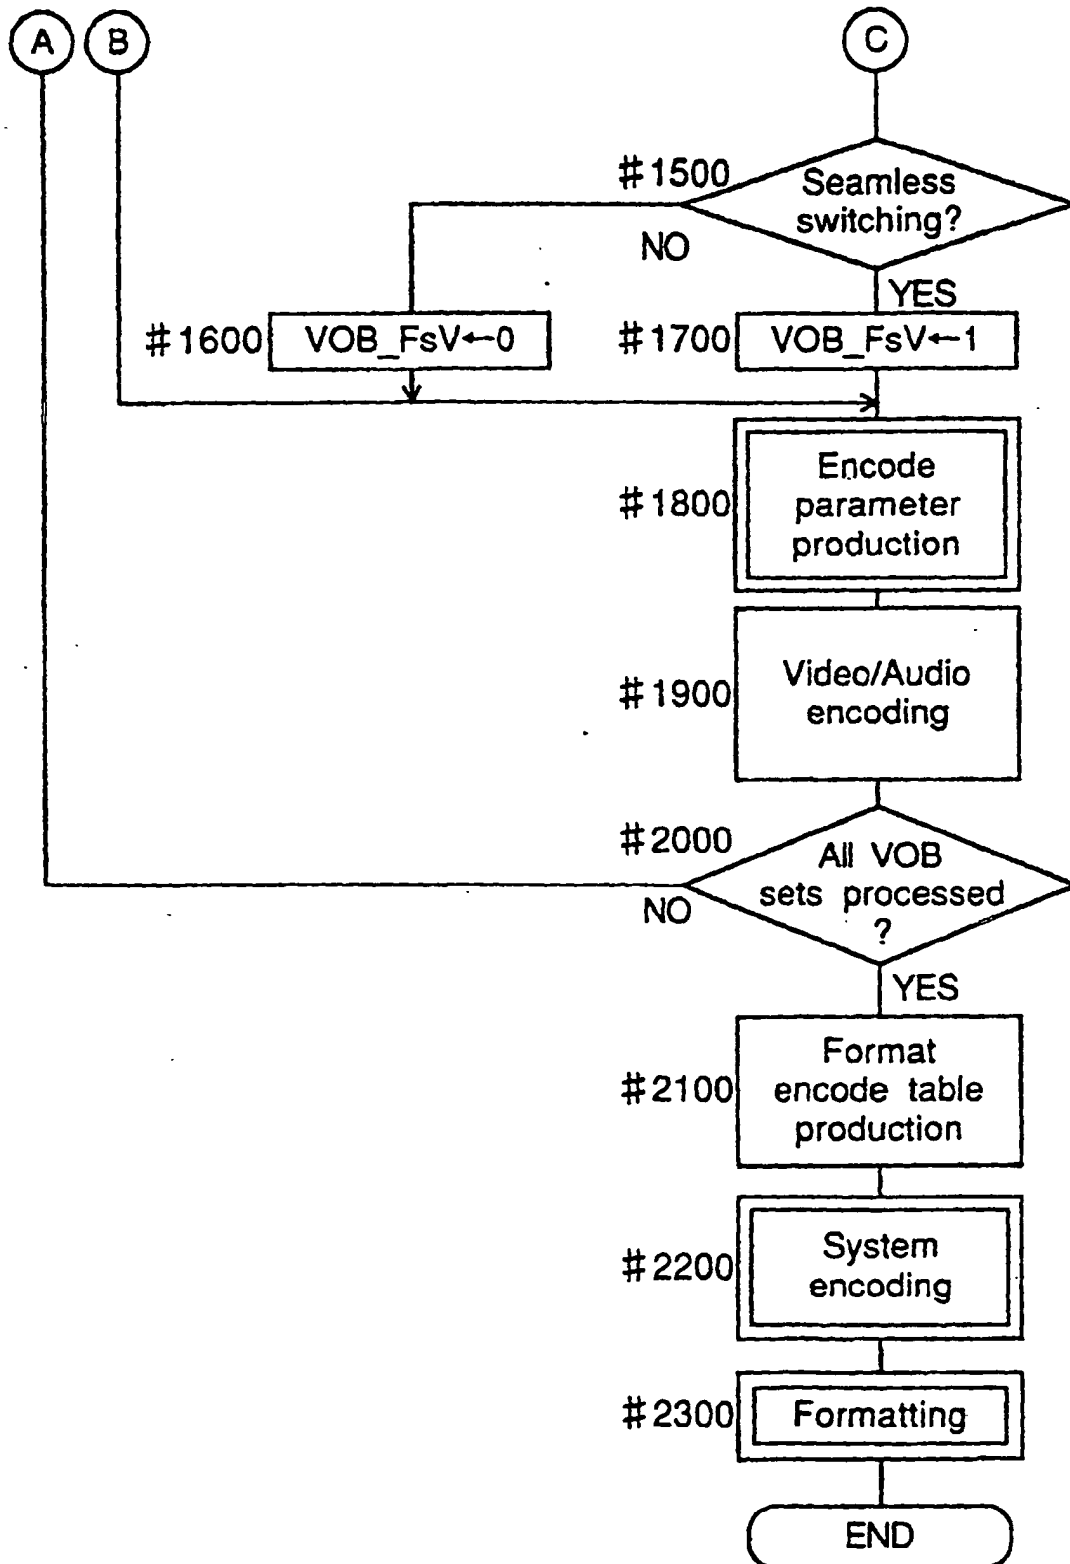 A B C
#1500
Seamless
switching?
NO
YES
#1600
VOB_FsV←0
#1700
VOB_FsV←1
#1800
Encode
parameter
production
#1900
Video/Audio
encoding
#2000
All VOB
sets processed
?
NO
YES
#2100
Format
encode table
production
#2200
System
encoding
#2300
Formatting
END